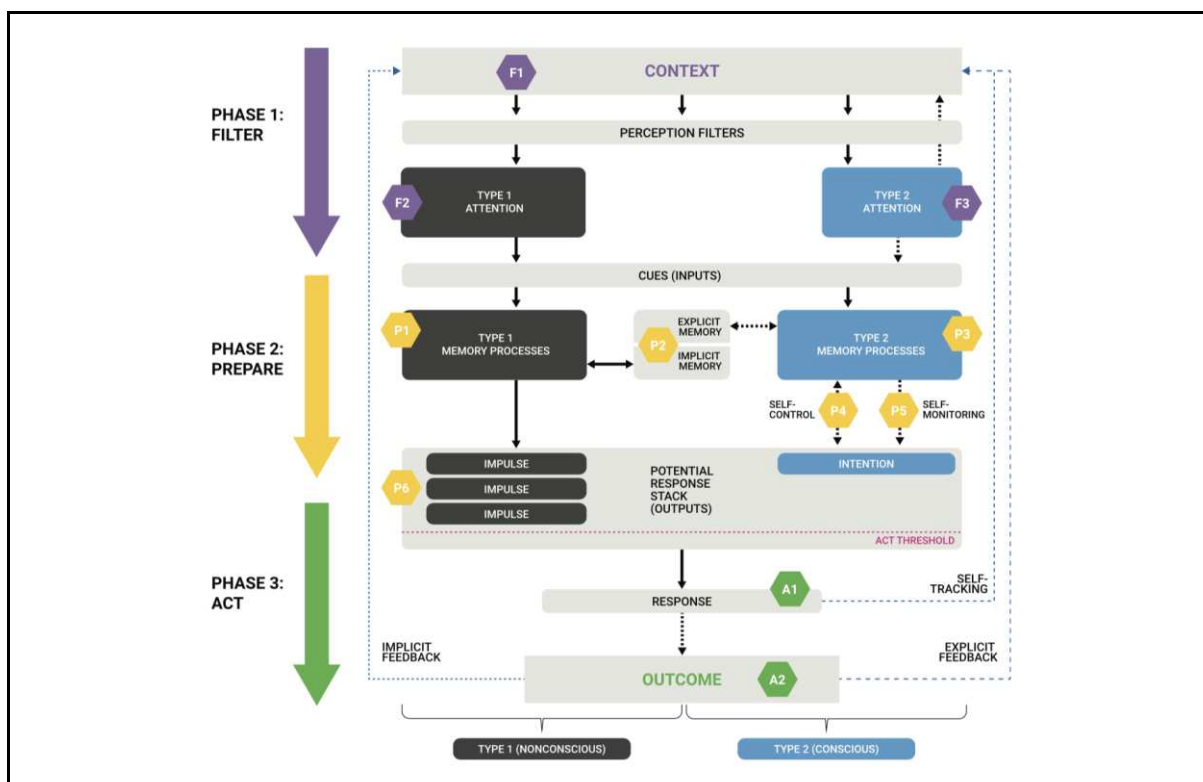 F1
CONTEXT
PHASE 1:
FILTER
PERCEPTION FILTERS
F2
TYPE 1
ATTENTION
TYPE 2
ATTENTION
F3
CUES (INPUTS)
PHASE 2:
PREPARE
P1
TYPE 1
MEMORY PROCESSES
P2
EXPLICIT
MEMORY
IMPLICIT
MEMORY
TYPE 2
MEMORY PROCESSES
P3
SELF-
CONTROL
P4
P5
SELF-
MONITORING
P6
IMPULSE
IMPULSE
IMPULSE
POTENTIAL
RESPONSE
STACK
(OUTPUTS)
INTENTION
ACT THRESHOLD
PHASE 3:
ACT
RESPONSE
A1
SELF-
TRACKING
IMPLICIT
FEEDBACK
EXPLICIT
FEEDBACK
OUTCOME
A2
TYPE 1 (NONCONSCIOUS)
TYPE 2 (CONSCIOUS)